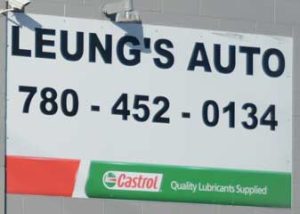 LEUNG'S AUTO
780 - 452 - 0134
Castrol Quality Lubricants Supplied